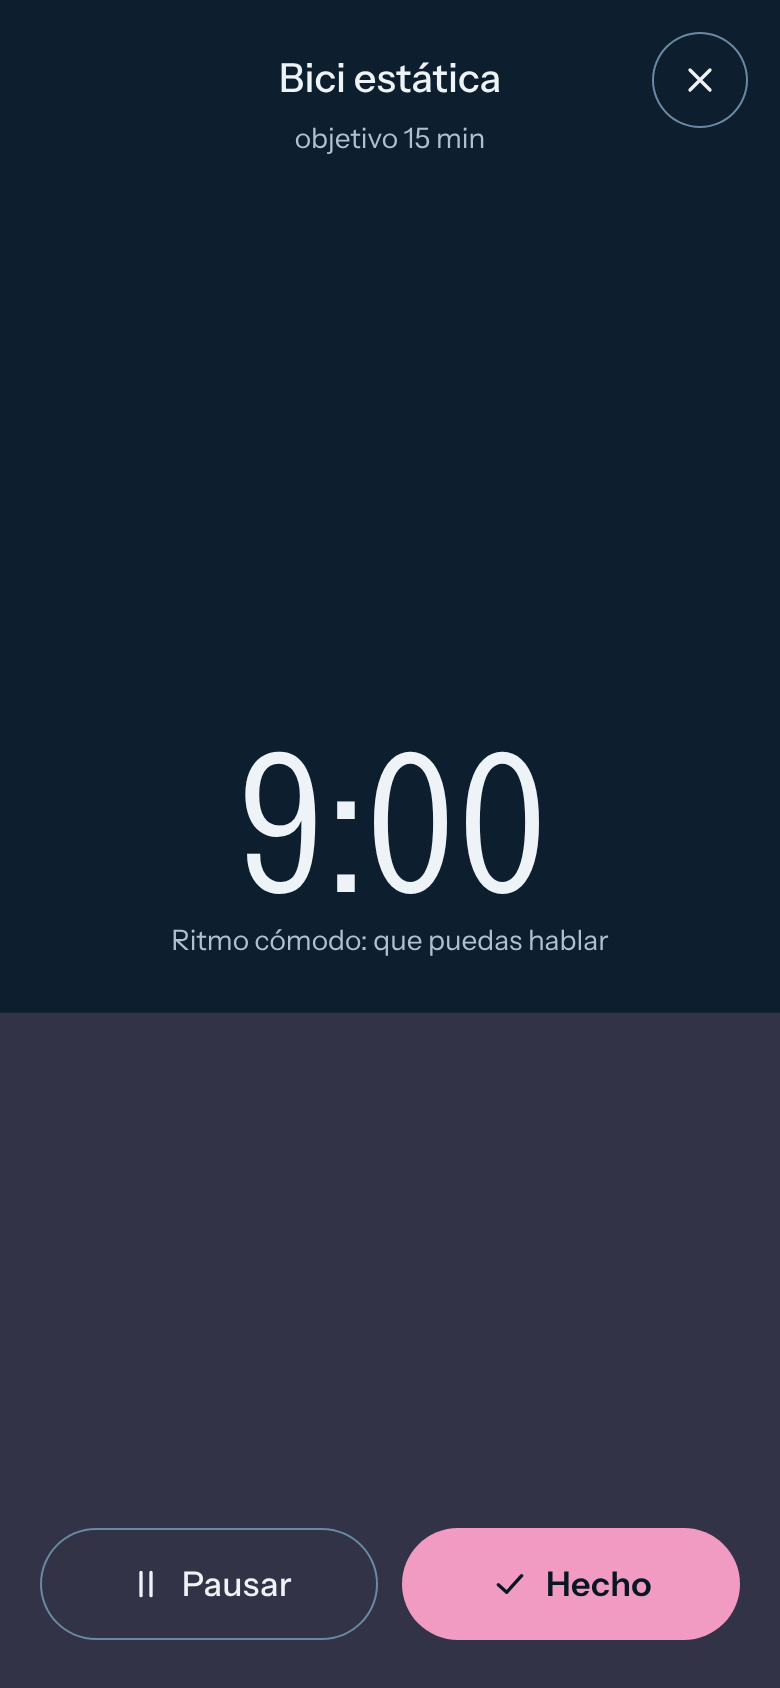 Bici estática
objetivo 15 min
9:00
Ritmo cómodo: que puedas hablar
Pausar
Hecho